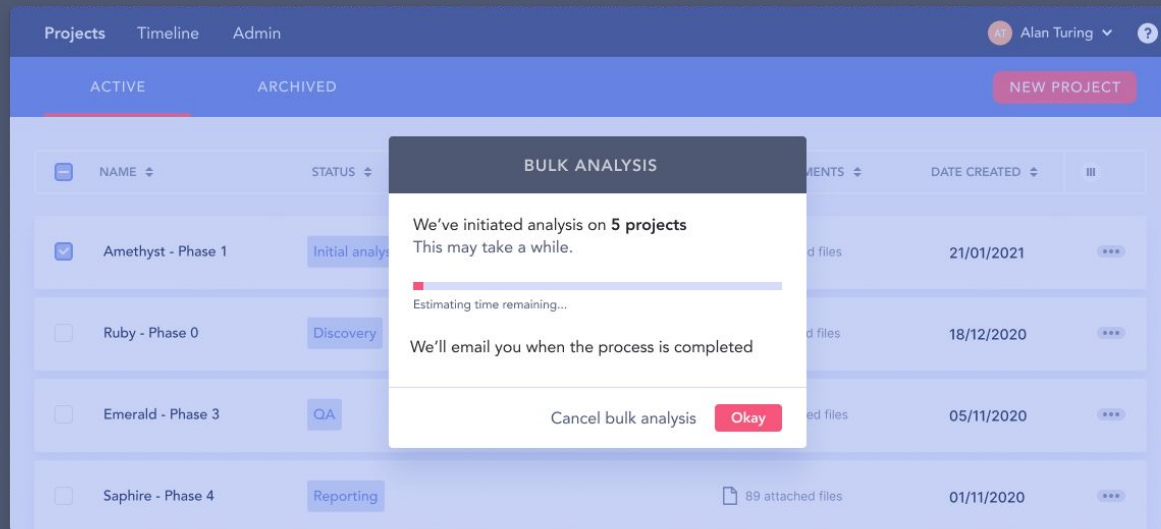 Projects Timeline Admin AT Alan Turing ?
ACTIVE ARCHIVED NEW PROJECT
BULK ANALYSIS
NAME STATUS MENTS DATE CREATED
We've initiated analysis on 5 projects
This may take a while.
Amethyst - Phase 1 Initial analys d files 21/01/2021
Estimating time remaining...
Ruby - Phase 0 Discovery d files 18/12/2020
We'll email you when the process is completed
Emerald - Phase 3 QA ed files 05/11/2020
Cancel bulk analysis Okay
Saphire - Phase 4 Reporting 89 attached files 01/11/2020